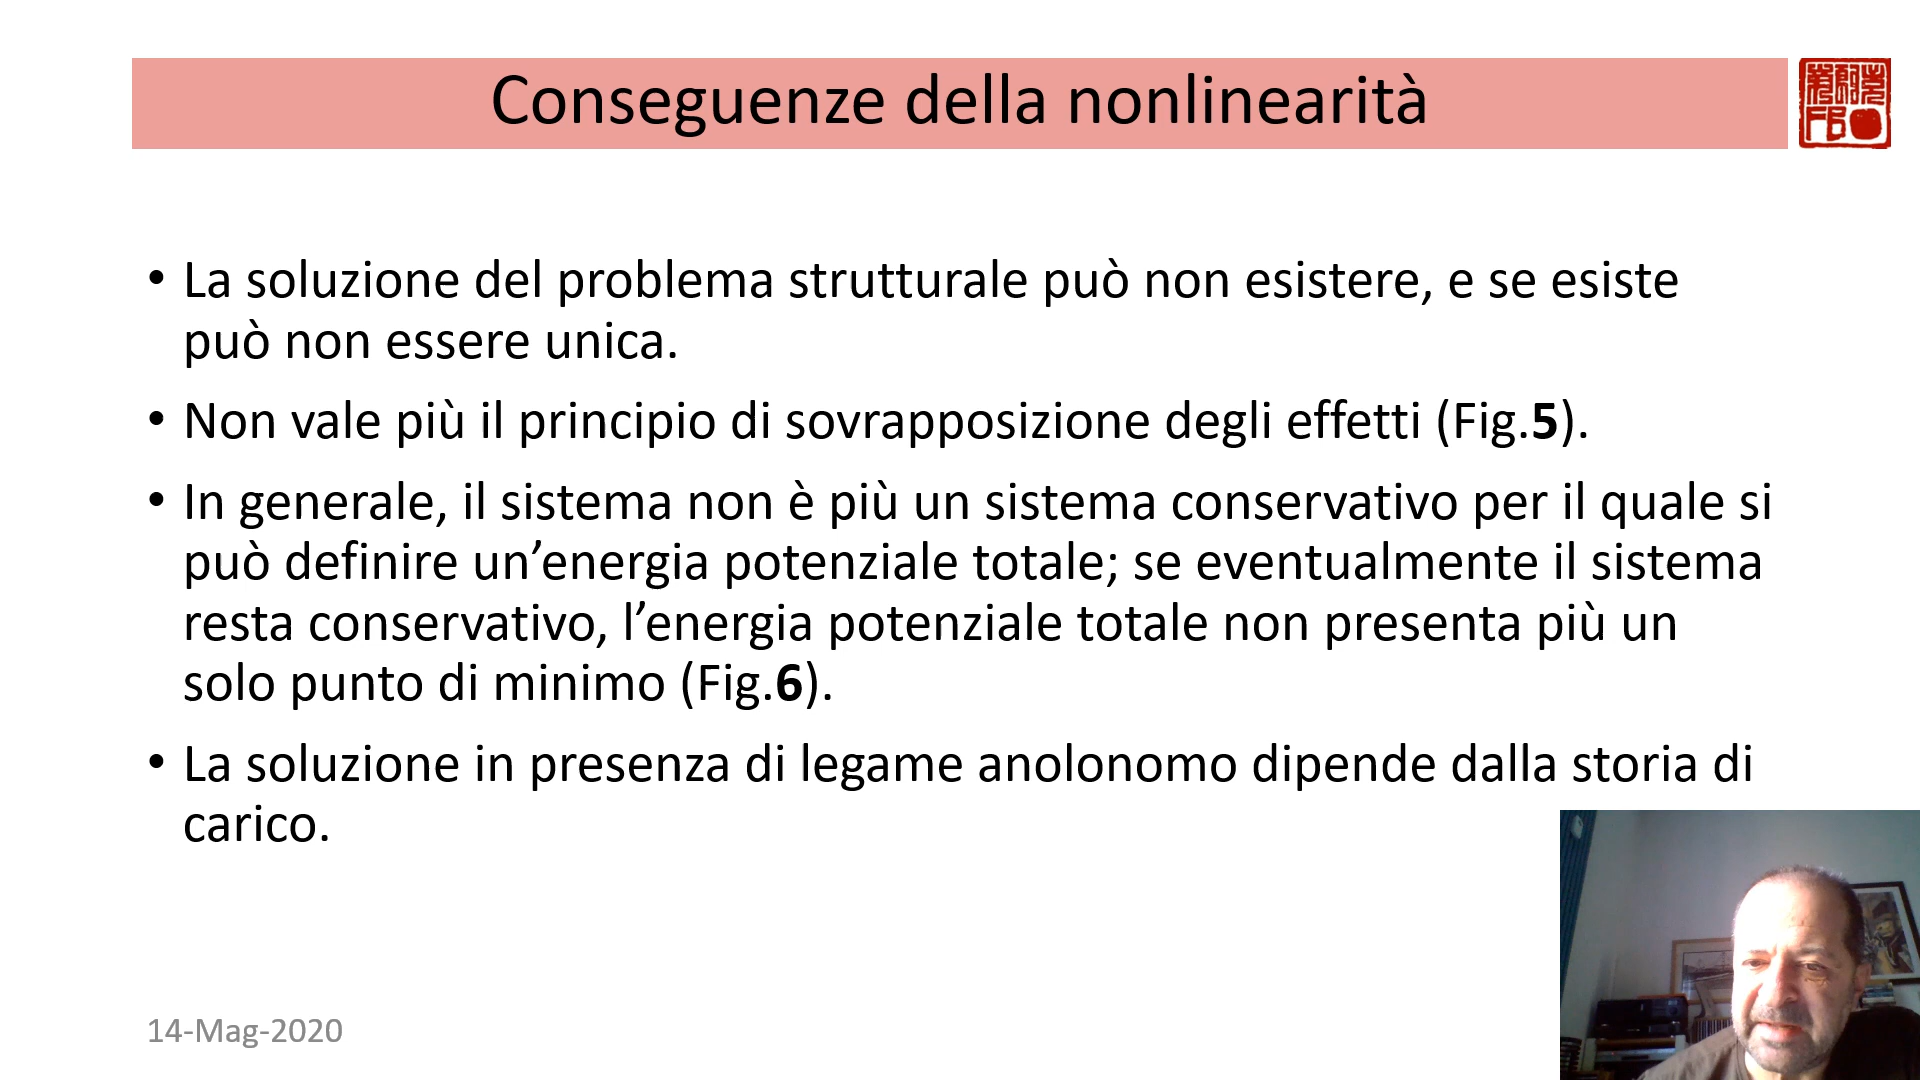 Conseguenze della nonlinearità
FB
• La soluzione del problema strutturale può non esistere, e se esiste
può non essere unica.
• Non vale più il principio di sovrapposizione degli effetti (Fig.5).
• In generale, il sistema non è più un sistema conservativo per il quale si
può definire un’energia potenziale totale; se eventualmente il sistema
resta conservativo, l’energia potenziale totale non presenta più un
solo punto di minimo (Fig.6).
• La soluzione in presenza di legame anolonomo dipende dalla storia di
carico.
14-Mag-2020